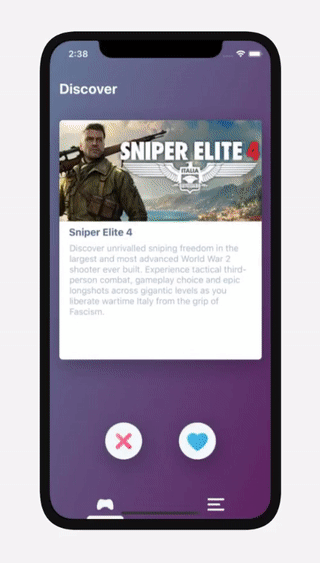 2:38
Discover
SNIPER ELITE 4
ITALIA
Sniper Elite 4
Discover unrivalled sniping freedom in the
largest and most advanced World War 2
shooter ever built. Experience tactical third-
person combat, gameplay choice and epic
longshots across gigantic levels as you
liberate wartime Italy from the grip of
Fascism.